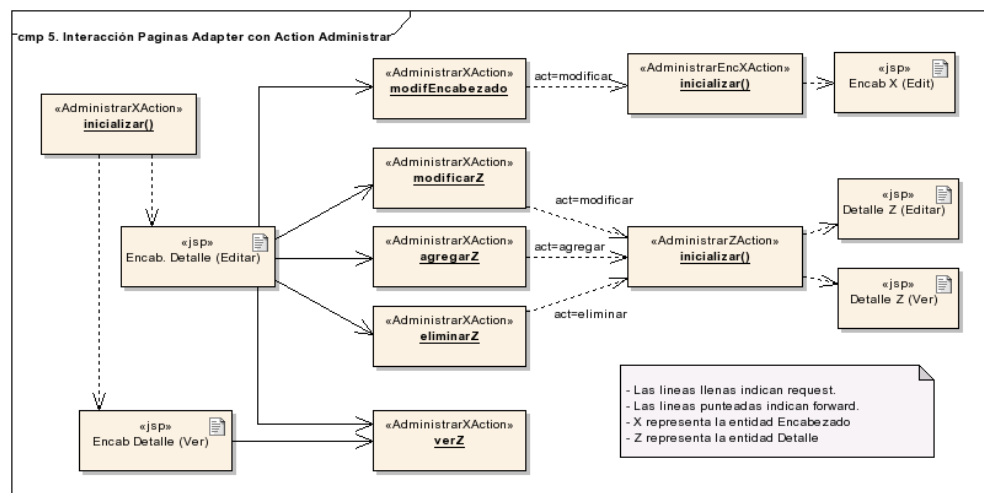 cmp 5. Interacción Paginas Adapter con Action Administrar
«AdministrarXAction»
inicializar()
«AdministrarXAction»
modifEncabezado
act=modificar
«AdministrarEncXAction»
inicializar()
«jsp»
Encab X (Edit)
«AdministrarXAction»
modificarZ
act=modificar
«jsp»
Encab. Detalle (Editar)
«AdministrarXAction»
agregarZ
act=agregar
«AdministrarZAction»
inicializar()
«jsp»
Detalle Z (Editar)
«jsp»
Detalle Z (Ver)
«AdministrarXAction»
eliminarZ
act=eliminar
«jsp»
Encab Detalle (Ver)
«AdministrarXAction»
verZ
- Las lineas llenas indican request.
- Las lineas punteadas indican forward.
- X representa la entidad Encabezado
- Z representa la entidad Detalle